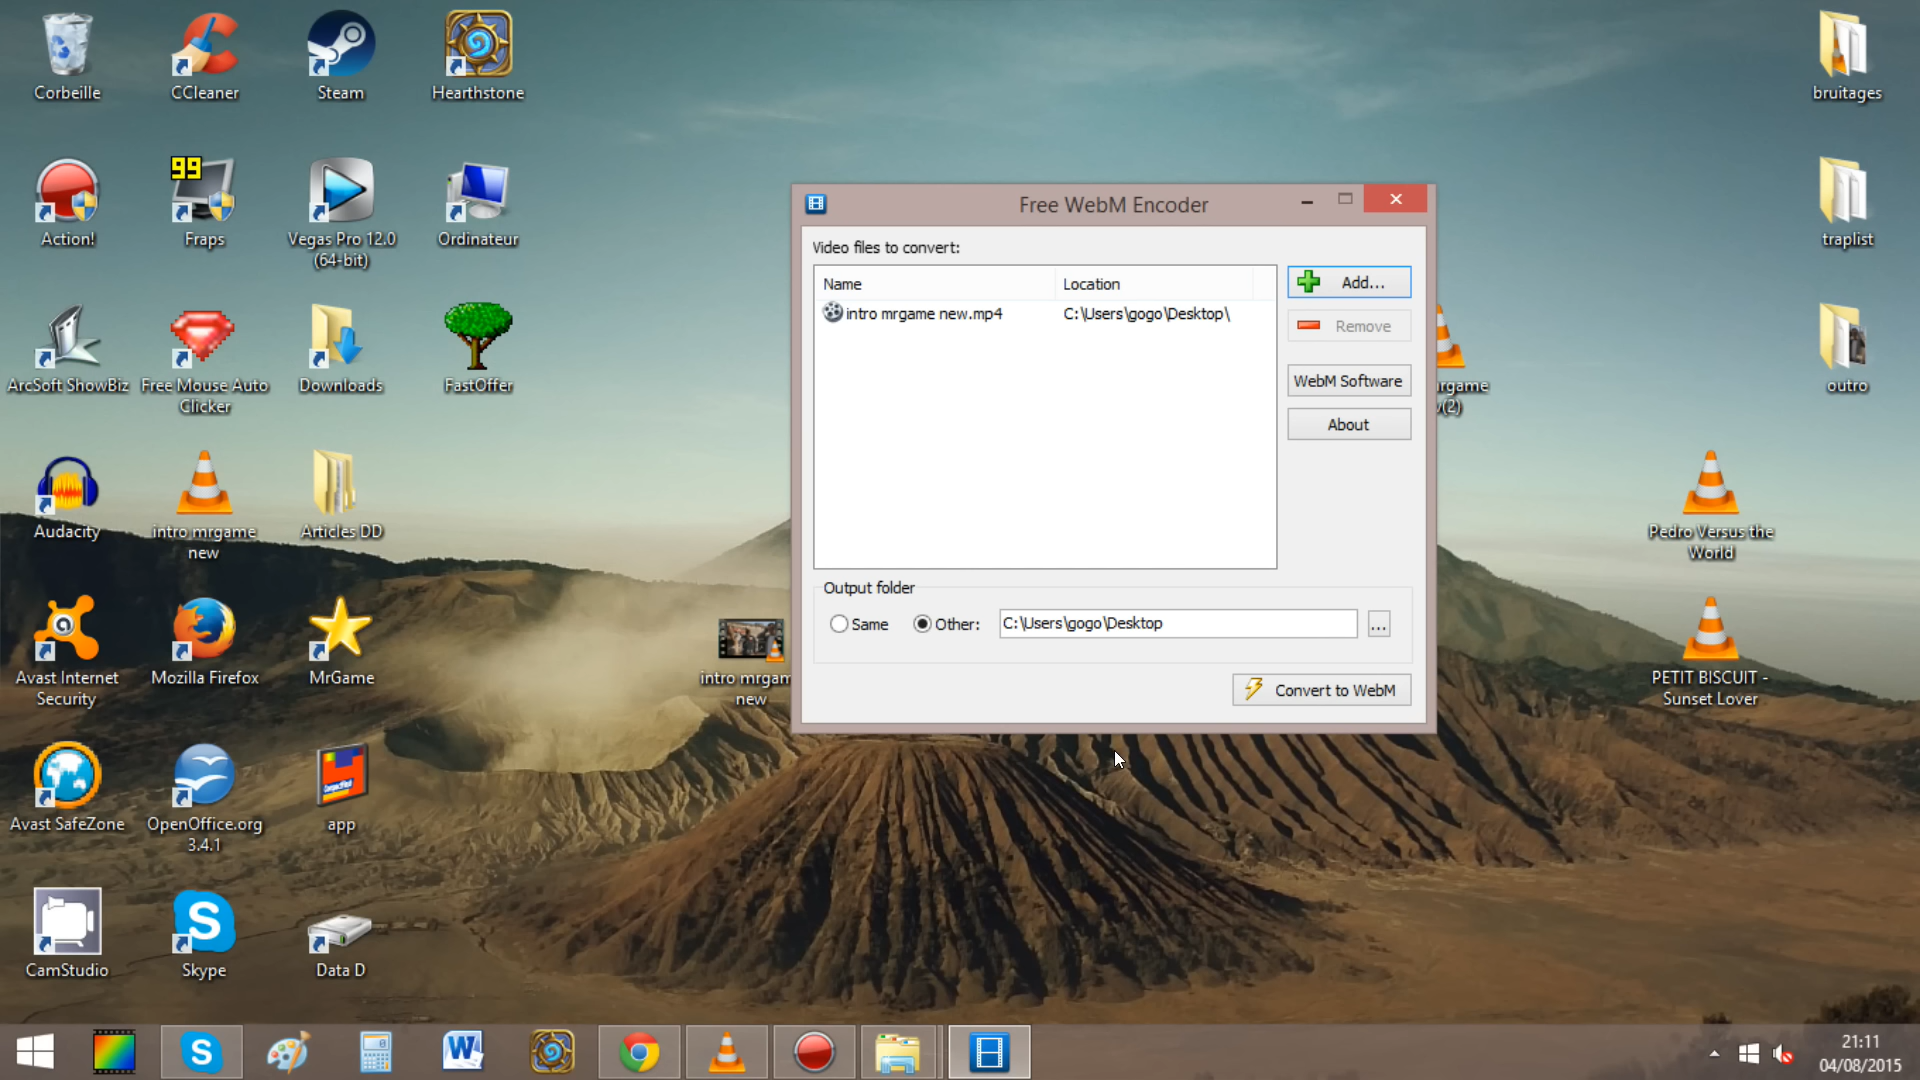 Corbeille
CCleaner
Steam
Hearthstone
bruitages
Action!
99
Fraps
Vegas Pro 12.0
(64-bit)
Ordinateur
traplist
ArcSoft ShowBiz
Free Mouse Auto
Clicker
Downloads
FastOffer
outro
Audacity
intro mrgame
new
Articles DD
Pedro Versus the
World
Avast Internet
Security
Mozilla Firefox
MrGame
intro mrgam
new
PETIT BISCUIT -
Sunset Lover
Avast SafeZone
OpenOffice.org
3.4.1
app
CamStudio
Skype
Data D
Free WebM Encoder
Video files to convert:
Name
Location
intro mrgame new.mp4
C:\Users\gogo\Desktop\
Add...
Remove
WebM Software
About
Output folder
Same
Other:
C:\Users\gogo\Desktop
...
Convert to WebM
21:11
04/08/2015